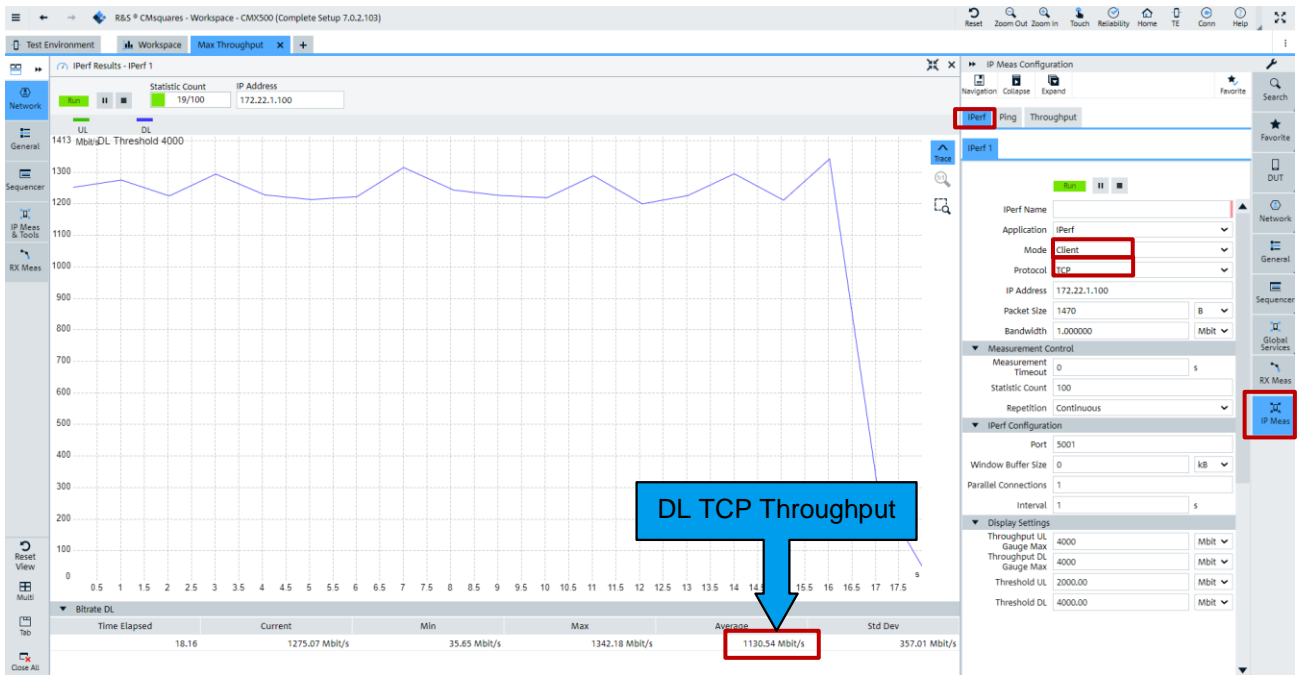 R&S ® CMsquares - Workspace - CMX500 (Complete Setup 7.0.2.103)
Reset Zoom Out Zoom In Touch Reliability Home TE Conn Help
Test Environment Workspace Max Throughput × +
IPerf Results - IPerf 1
Network
General
Sequencer
IP Meas & Tools
RX Meas
Reset View
Multi
Tab
Close All
Statistic Count IP Address
Run 19/100 172.22.1.100
UL DL
1413 Mbit/s DL Threshold 4000
Trace
1:1
1300
1200
1100
1000
900
800
700
600
500
400
300
200
100
0
s
0.5 1 1.5 2 2.5 3 3.5 4 4.5 5 5.5 6 6.5 7 7.5 8 8.5 9 9.5 10 10.5 11 11.5 12 12.5 13 13.5 14 14.5 15.5 16 16.5 17 17.5
DL TCP Throughput
Bitrate DL
Time Elapsed Current Min Max Average Std Dev
18.16 1275.07 Mbit/s 35.65 Mbit/s 1342.18 Mbit/s 1130.54 Mbit/s 357.01 Mbit/s
IP Meas Configuration
Navigation Collapse Expand Favorite
IPerf Ping Throughput
IPerf 1
Run
IPerf Name
Application IPerf
Mode Client
Protocol TCP
IP Address 172.22.1.100
Packet Size 1470 B
Bandwidth 1.000000 Mbit
Measurement Control
Measurement Timeout 0 s
Statistic Count 100
Repetition Continuous
IPerf Configuration
Port 5001
Window Buffer Size 0 kB
Parallel Connections 1
Interval 1 s
Display Settings
Throughput UL Gauge Max 4000 Mbit
Throughput DL Gauge Max 4000 Mbit
Threshold UL 2000.00 Mbit
Threshold DL 4000.00 Mbit
Search
Favorite
DUT
Network
General
Sequencer
Global Services
RX Meas
IP Meas